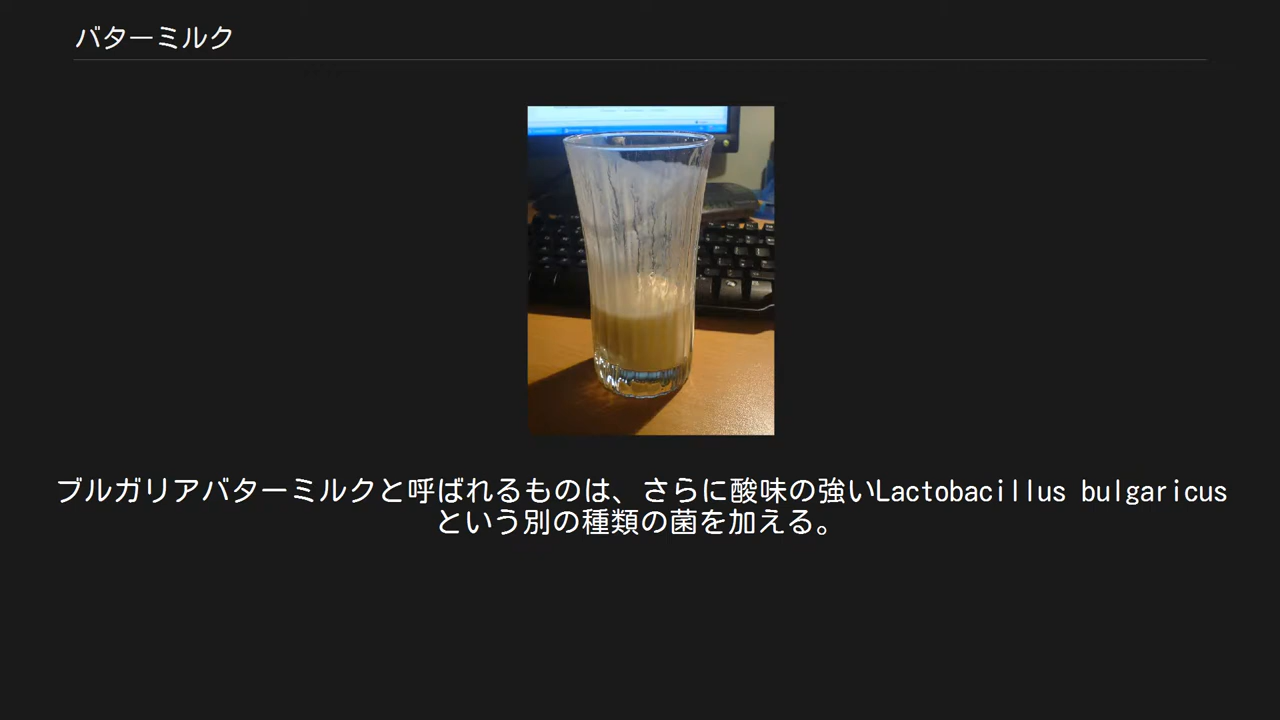 バターミルク
ブルガリアバターミルクと呼ばれるものは、さらに酸味の強いLactobacillus bulgaricus
という別の種類の菌を加える。